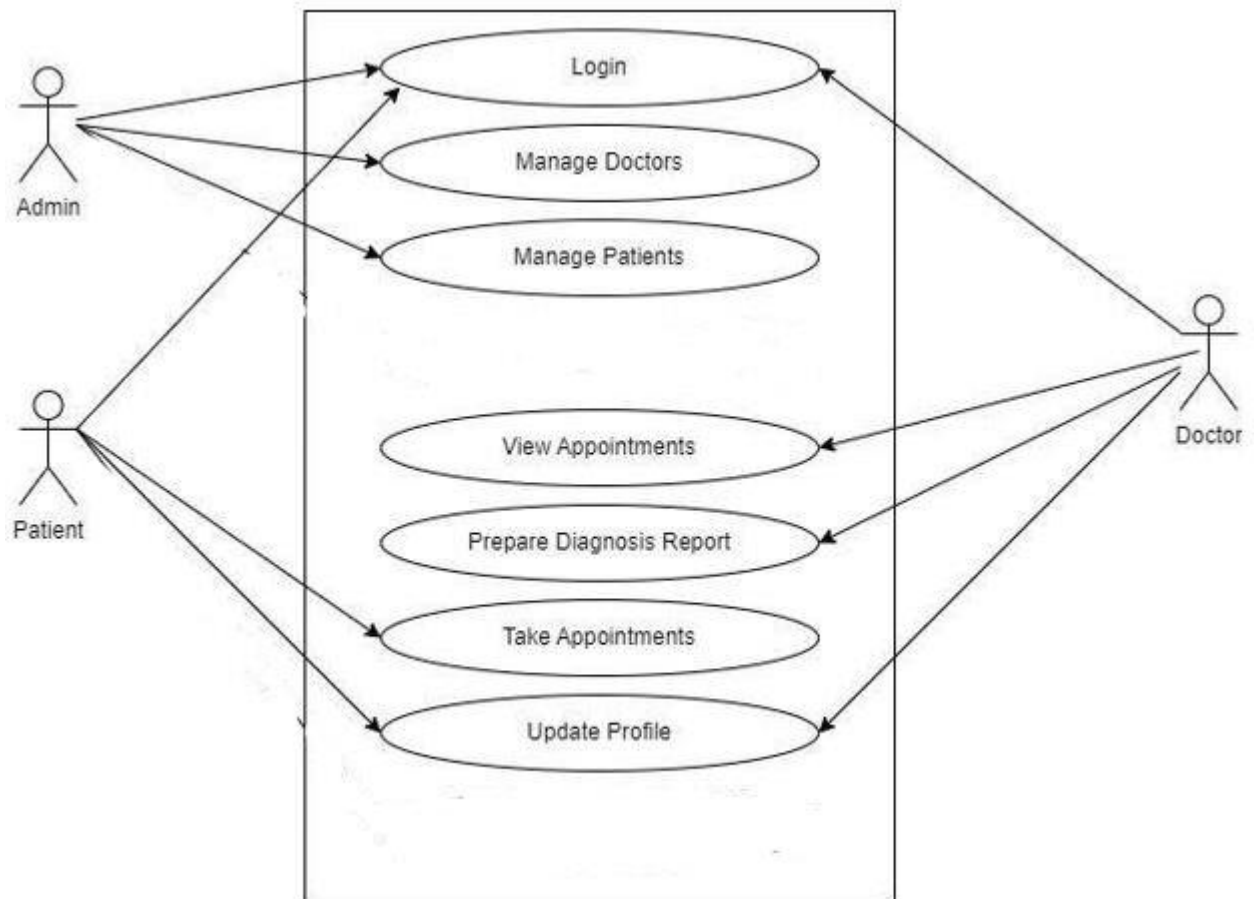 Login
Manage Doctors
Admin
Manage Patients
View Appointments
Doctor
Patient
Prepare Diagnosis Report
Take Appointments
Update Profile